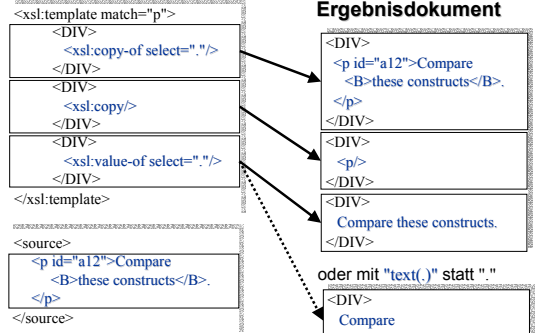 <xsl:template match="p">
<DIV>
<xsl:copy-of select="."/>
</DIV>
<DIV>
<xsl:copy/>
</DIV>
<DIV>
<xsl:value-of select="."/>
</DIV>
</xsl:template>
<source>
<p id="a12">Compare
<B>these constructs</B>.
</p>
</source>
Ergebnisdokument
<DIV>
<p id="a12">Compare
<B>these constructs</B>.
</p>
</DIV>
<DIV>
<p/>
</DIV>
<DIV>
Compare these constructs.
</DIV>
oder mit "text(.)" statt "."
<DIV>
Compare